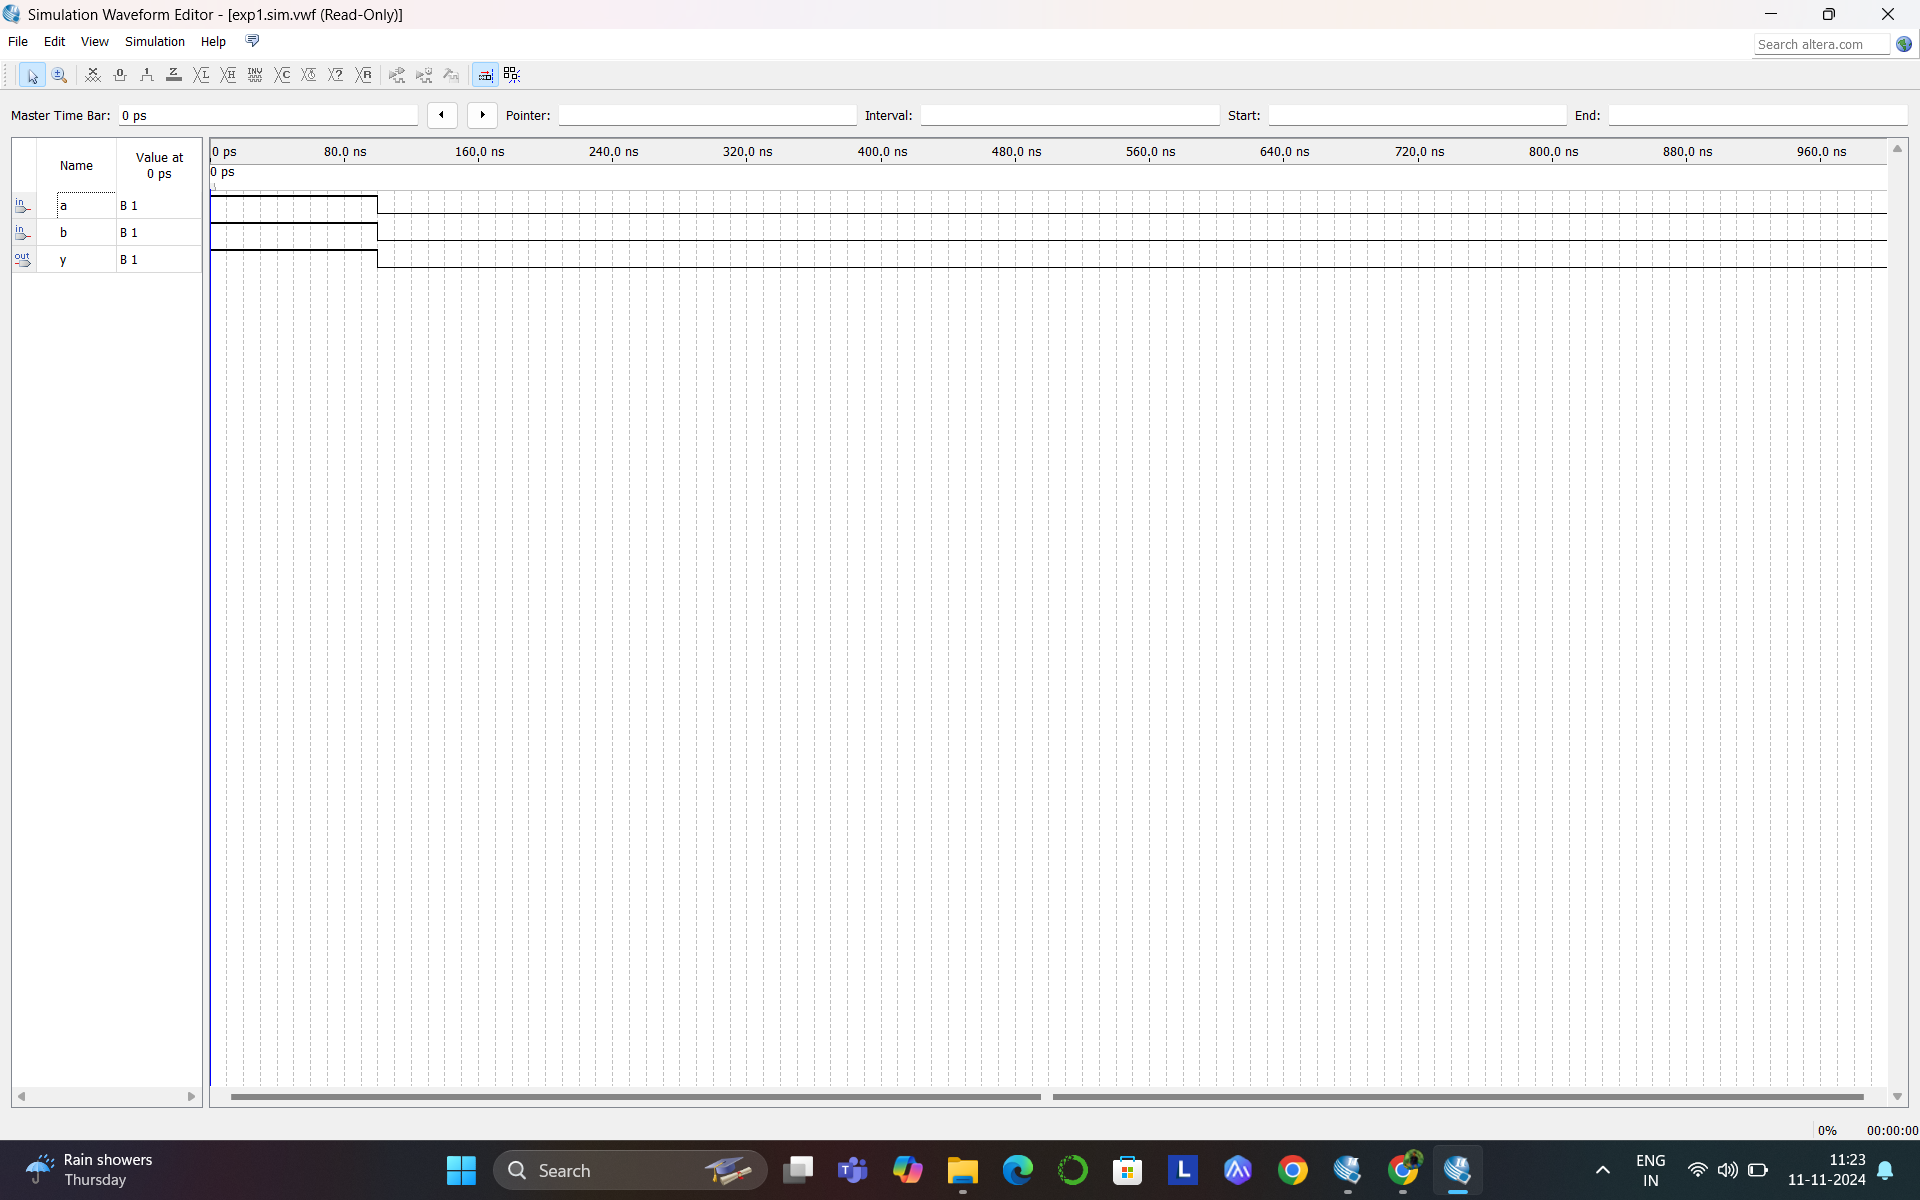 Simulation Waveform Editor - [exp1.sim.vwf (Read-Only)]
File Edit View Simulation Help
Search altera.com
Master Time Bar: 0 ps Pointer: Interval: Start: End:
Name Value at 0 ps
0 ps 80.0 ns 160.0 ns 240.0 ns 320.0 ns 400.0 ns 480.0 ns 560.0 ns 640.0 ns 720.0 ns 800.0 ns 880.0 ns 960.0 ns
0 ps
in a B 1
in b B 1
out y B 1
0% 00:00:00
Rain showers
Thursday
Search
ENG
IN
11:23
11-11-2024